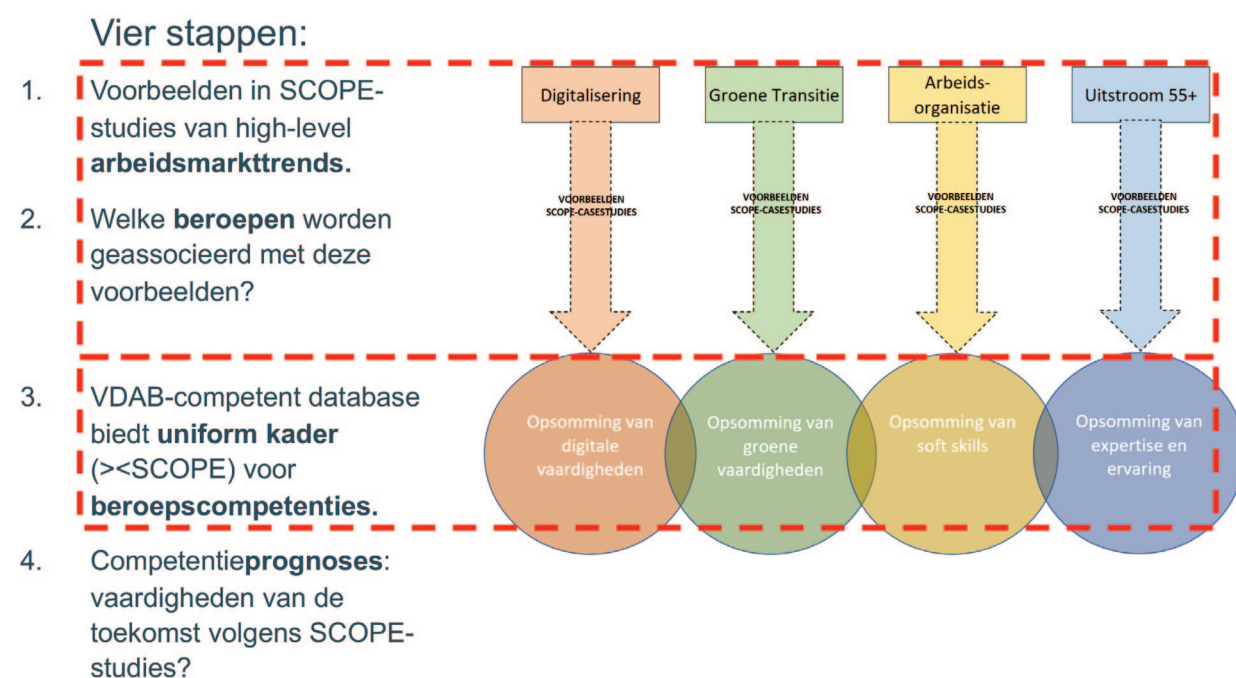 Vier stappen:
1. Voorbeelden in SCOPE-
studies van high-level
arbeidsmarkttrends.
2. Welke beroepen worden
geassocieerd met deze
voorbeelden?
3. VDAB-competent database
biedt uniform kader
(><SCOPE) voor
beroepscompetenties.
4. Competentieprognoses:
vaardigheden van de
toekomst volgens SCOPE-
studies?
Digitalisering
VOORBEELDEN
SCOPE-CASESTUDIES
Opsomming van
digitale
vaardigheden
Groene Transitie
VOORBEELDEN
SCOPE-CASESTUDIES
Opsomming van
groene
vaardigheden
Arbeids-
organisatie
VOORBEELDEN
SCOPE-CASESTUDIES
Opsomming van
soft skills
Uitstroom 55+
VOORBEELDEN
SCOPE-CASESTUDIES
Opsomming van
expertise en
ervaring